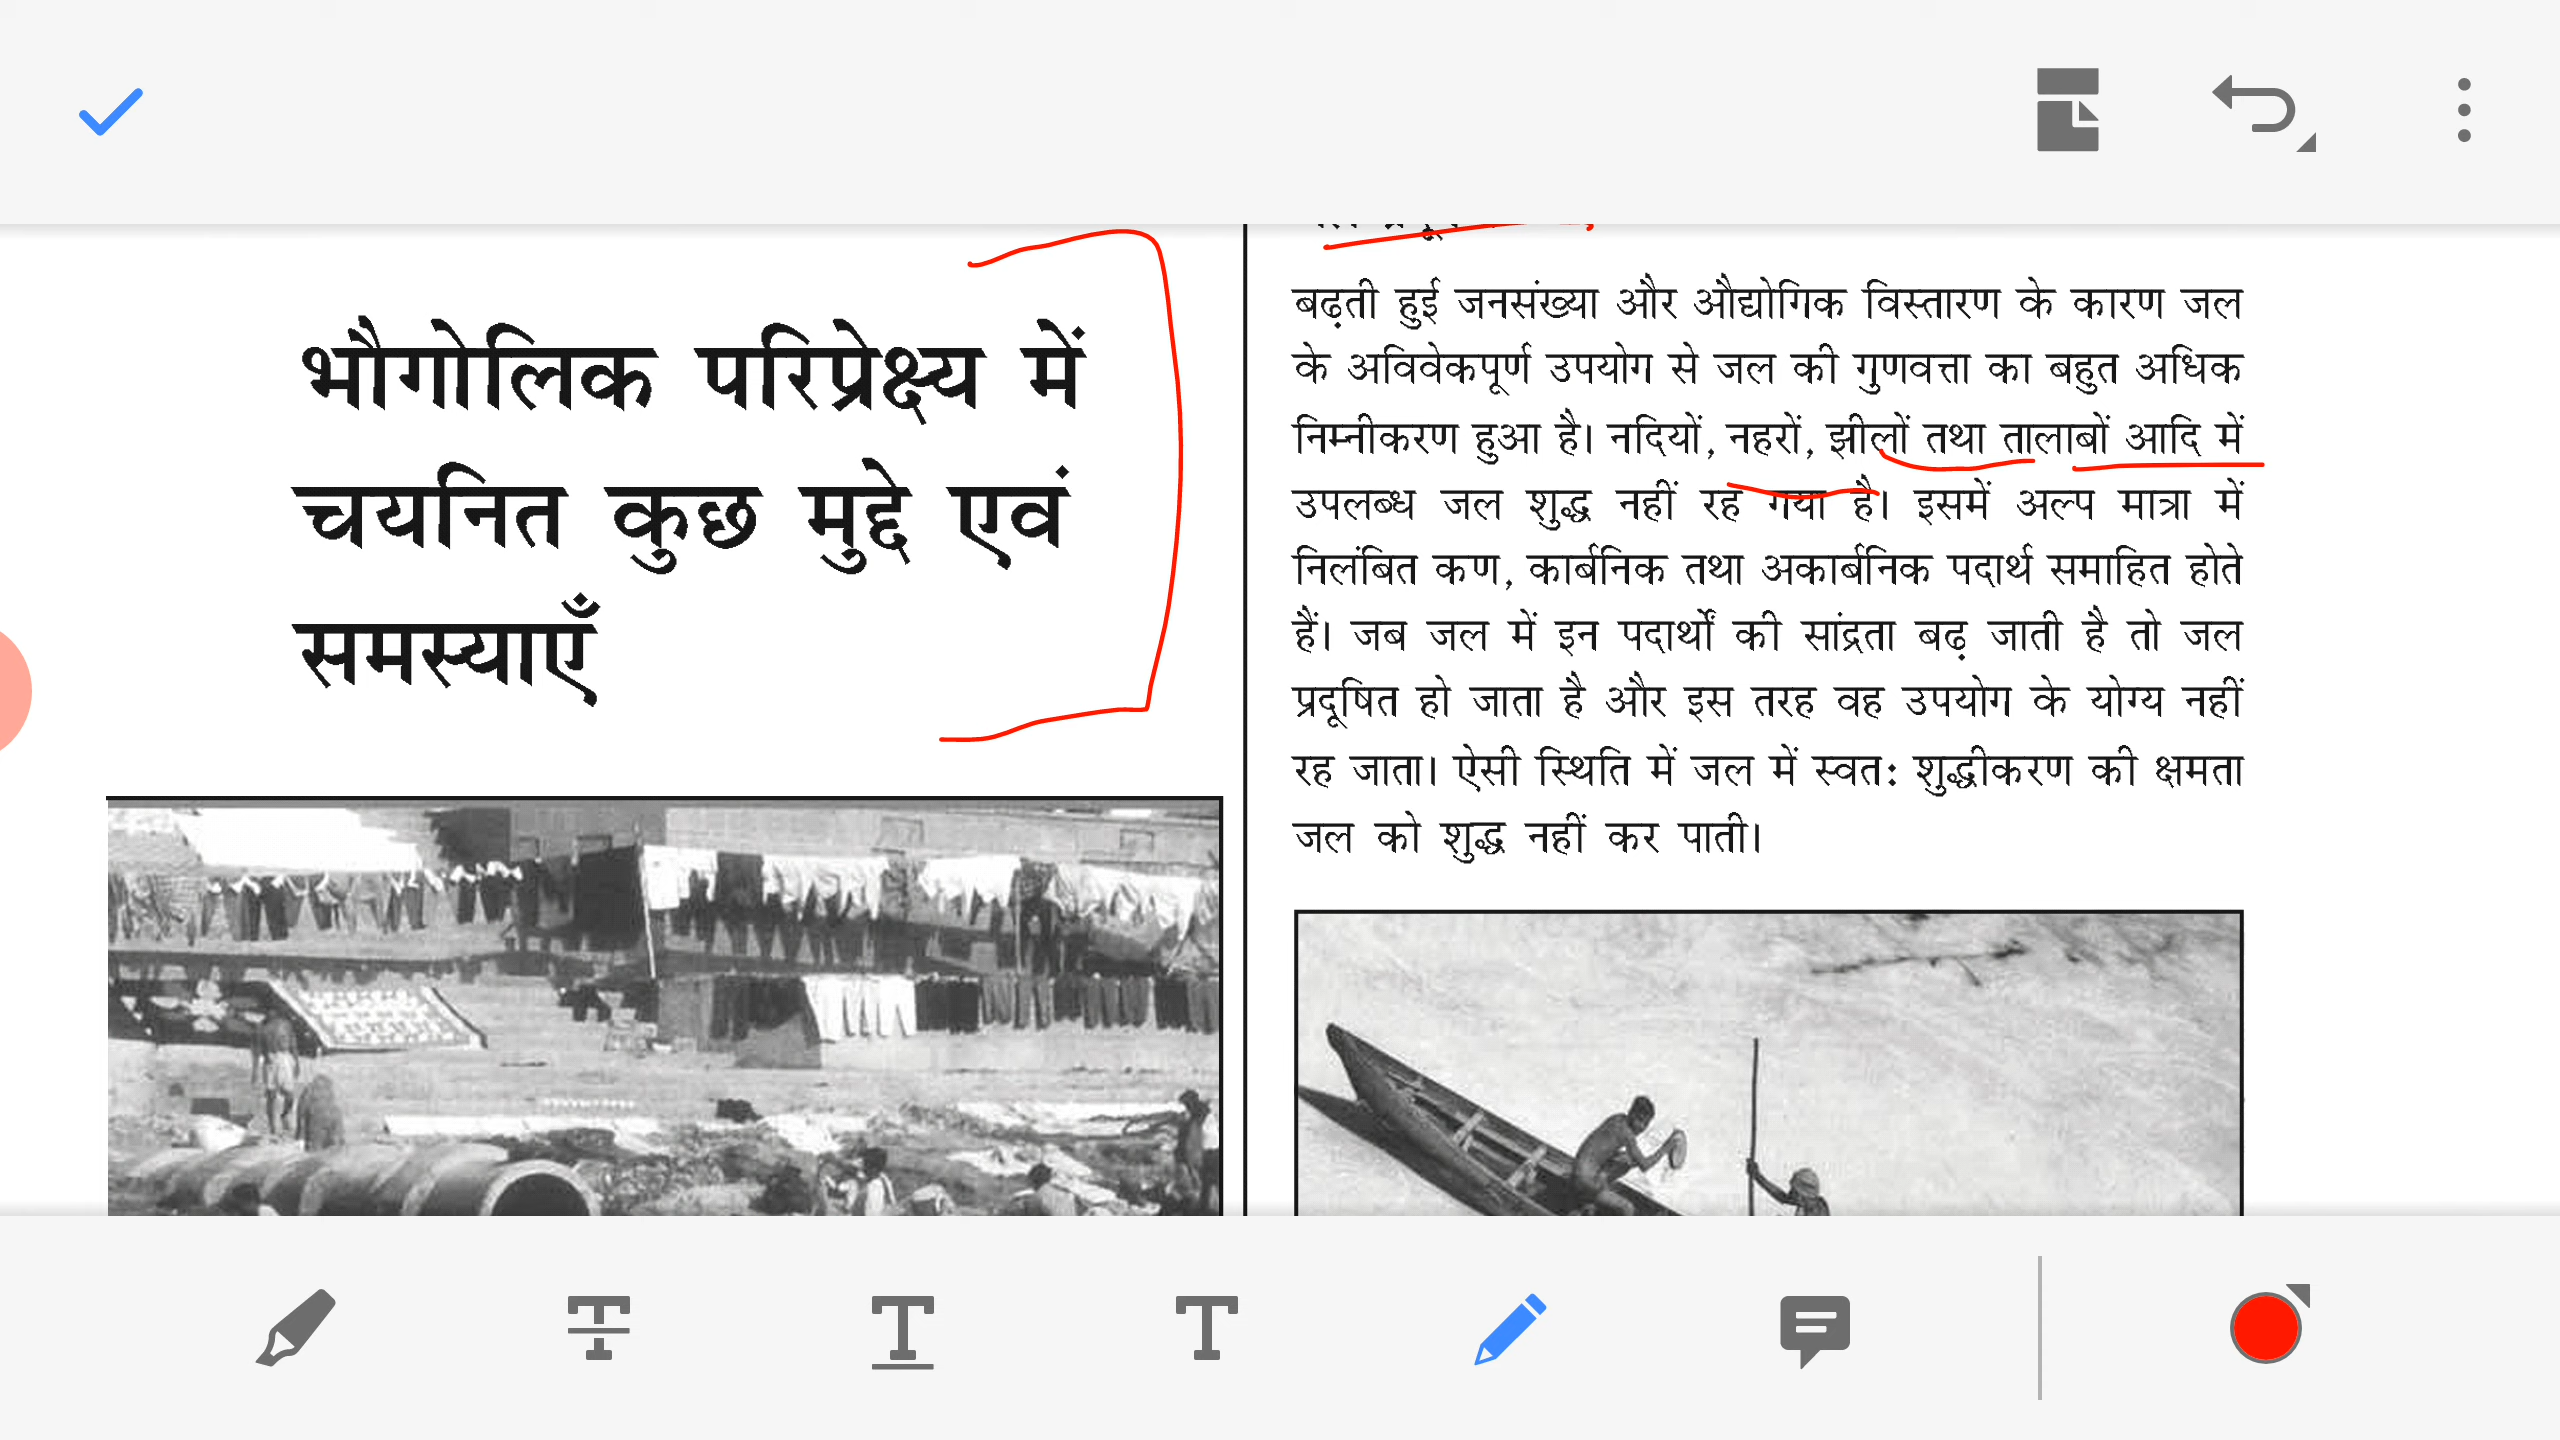 भौगोलिक परिप्रेक्ष्य में
चयनित कुछ मुद्दे एवं
समस्याएँ
बढ़ती हुई जनसंख्या और औद्योगिक विस्तारण के कारण जल
के अविवेकपूर्ण उपयोग से जल की गुणवत्ता का बहुत अधिक
निम्नीकरण हुआ है। नदियों, नहरों, झीलों तथा तालाबों आदि में
उपलब्ध जल शुद्ध नहीं रह गया है। इसमें अल्प मात्रा में
निलंबित कण, कार्बनिक तथा अकार्बनिक पदार्थ समाहित होते
हैं। जब जल में इन पदार्थों की सांद्रता बढ़ जाती है तो जल
प्रदूषित हो जाता है और इस तरह वह उपयोग के योग्य नहीं
रह जाता। ऐसी स्थिति में जल में स्वतः शुद्धीकरण की क्षमता
जल को शुद्ध नहीं कर पाती।